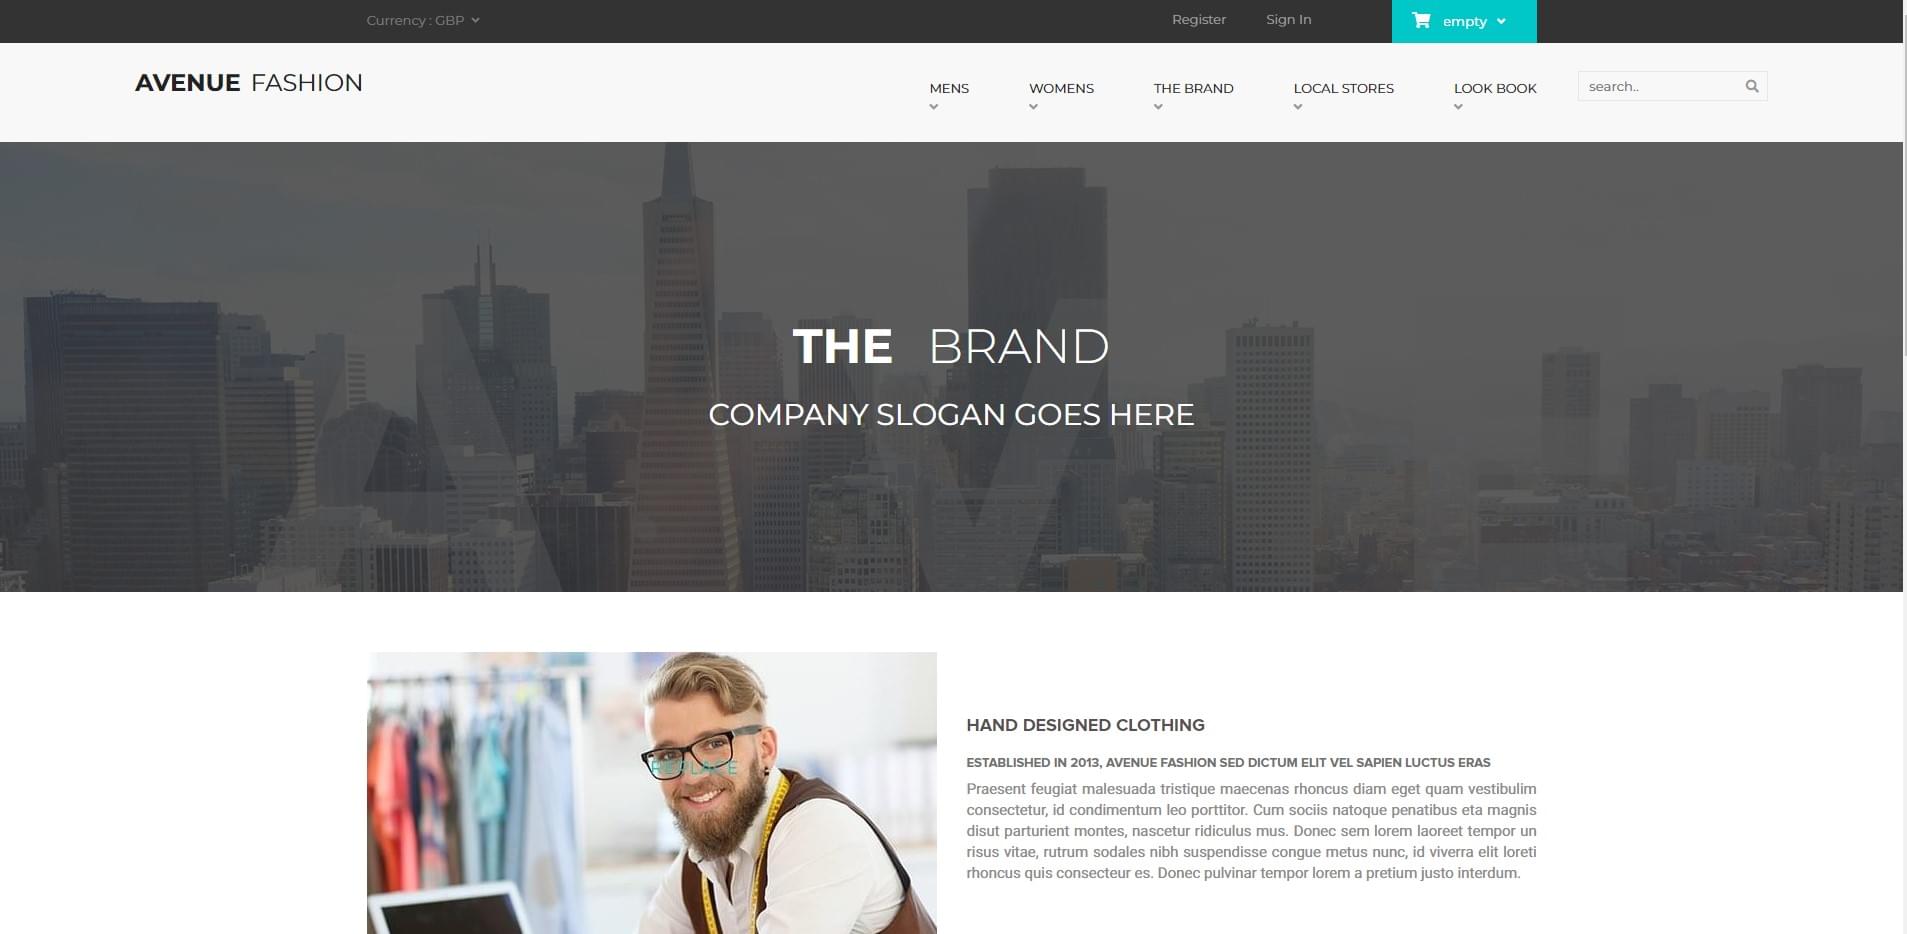 Currency : GBP
Register
Sign In
empty
AVENUE FASHION
MENS
WOMENS
THE BRAND
LOCAL STORES
LOOK BOOK
search..
THE BRAND
COMPANY SLOGAN GOES HERE
REPLACE
HAND DESIGNED CLOTHING
ESTABLISHED IN 2013, AVENUE FASHION SED DICTUM ELIT VEL SAPIEN LUCTUS ERAS
Praesent feugiat malesuada tristique maecenas rhoncus diam eget quam vestibulim
consectetur, id condimentum leo porttitor. Cum sociis natoque penatibus eta magnis
disut parturient montes, nascetur ridiculus mus. Donec sem lorem laoreet tempor un
risus vitae, rutrum sodales nibh suspendisse congue metus nunc, id viverra elit loreti
rhoncus quis consecteur es. Donec pulvinar tempor lorem a pretium justo interdum.